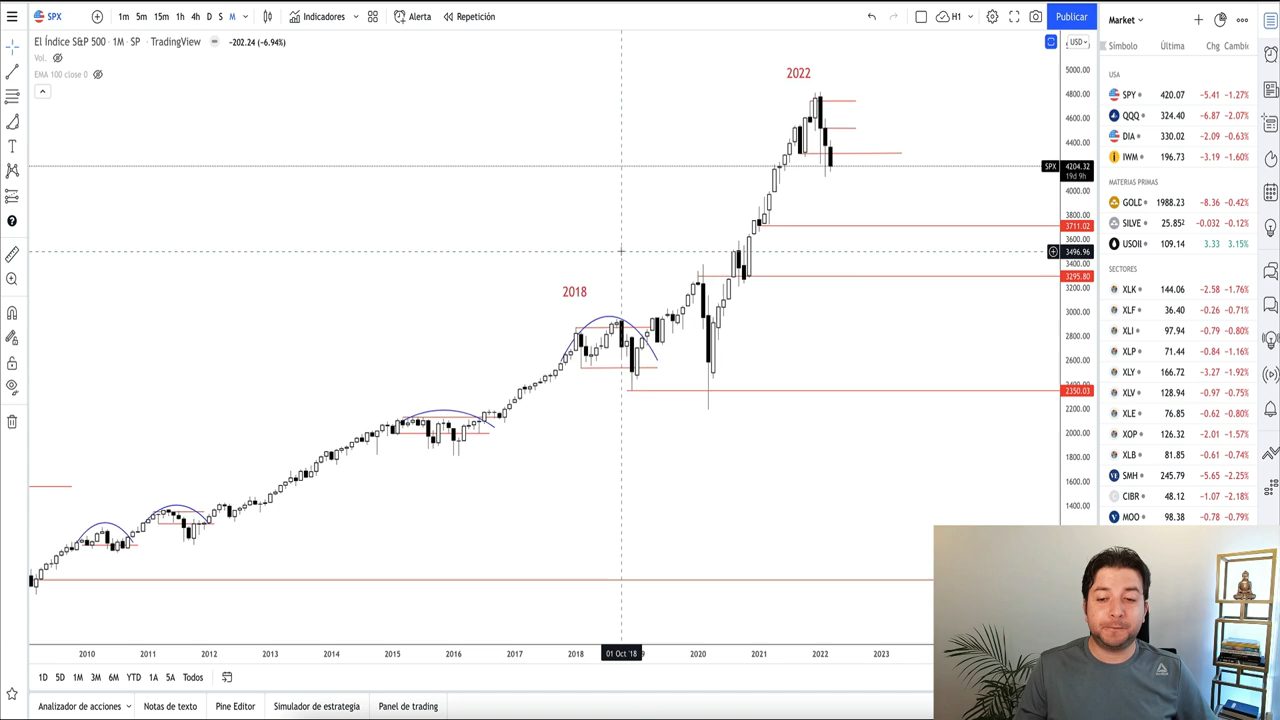 SPX
1m 5m 15m 1h 4h D S M Indicadores Alerta Repetición
H1 Publicar
El Índice S&P 500 · 1M · SP · TradingView −202.24 (−6.94%)
Vol.
EMA 100 close 0
USD
5000.00
4800.00
4600.00
4400.00
SPX 4204.32
19d 9h
4000.00
3800.00
3711.02
3600.00
3496.96
3400.00
3295.80
3200.00
3000.00
2800.00
2600.00
2350.03
2200.00
2000.00
1800.00
1600.00
1400.00
2022
2018
2010 2011 2012 2013 2014 2015 2016 2017 2018 01 Oct '18 2020 2021 2022 2023
1D 5D 1M 3M 6M YTD 1A 5A Todos
Analizador de acciones Notas de texto Pine Editor Simulador de estrategia Panel de trading
Market
Símbolo Última Chg Cambio
USA
SPY 420.07 −5.41 −1.27%
QQQ 324.40 −6.87 −2.07%
DIA 330.02 −2.09 −0.63%
IWM 196.73 −3.19 −1.60%
MATERIAS PRIMAS
GOLD 1988.23 −8.36 −0.42%
SILVE 25.852 −0.032 −0.12%
USOIL 109.14 3.33 3.15%
SECTORES
XLK 144.06 −2.58 −1.76%
XLF 36.40 −0.26 −0.71%
XLI 97.94 −0.79 −0.80%
XLP 71.44 −0.84 −1.16%
XLY 166.72 −3.27 −1.92%
XLV 128.94 −0.97 −0.75%
XLE 76.85 −0.62 −0.80%
XOP 126.32 −2.01 −1.57%
XLB 81.85 −0.61 −0.74%
SMH 245.79 −5.65 −2.25%
CIBR 48.12 −1.07 −2.18%
MOO 98.38 −0.78 −0.79%